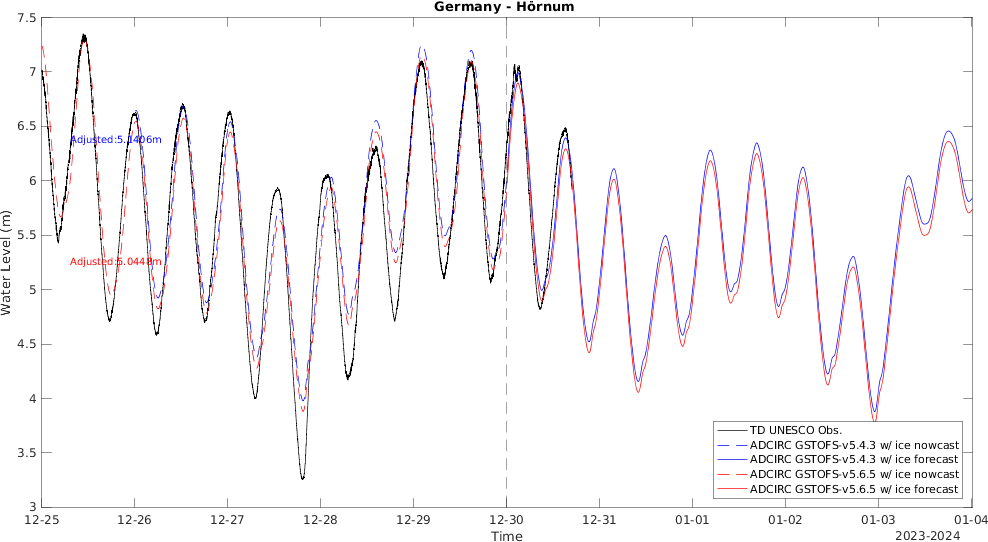 Germany - Hörnum
7.5
7
6.5
6
5.5
5
4.5
4
3.5
3
Water Level (m)
Adjusted:5.1406m
Adjusted:5.0448m
TD UNESCO Obs.
ADCIRC GSTOFS-v5.4.3 w/ ice nowcast
ADCIRC GSTOFS-v5.4.3 w/ ice forecast
ADCIRC GSTOFS-v5.6.5 w/ ice nowcast
ADCIRC GSTOFS-v5.6.5 w/ ice forecast
12-25 12-26 12-27 12-28 12-29 12-30 12-31 01-01 01-02 01-03 01-04
Time
2023-2024